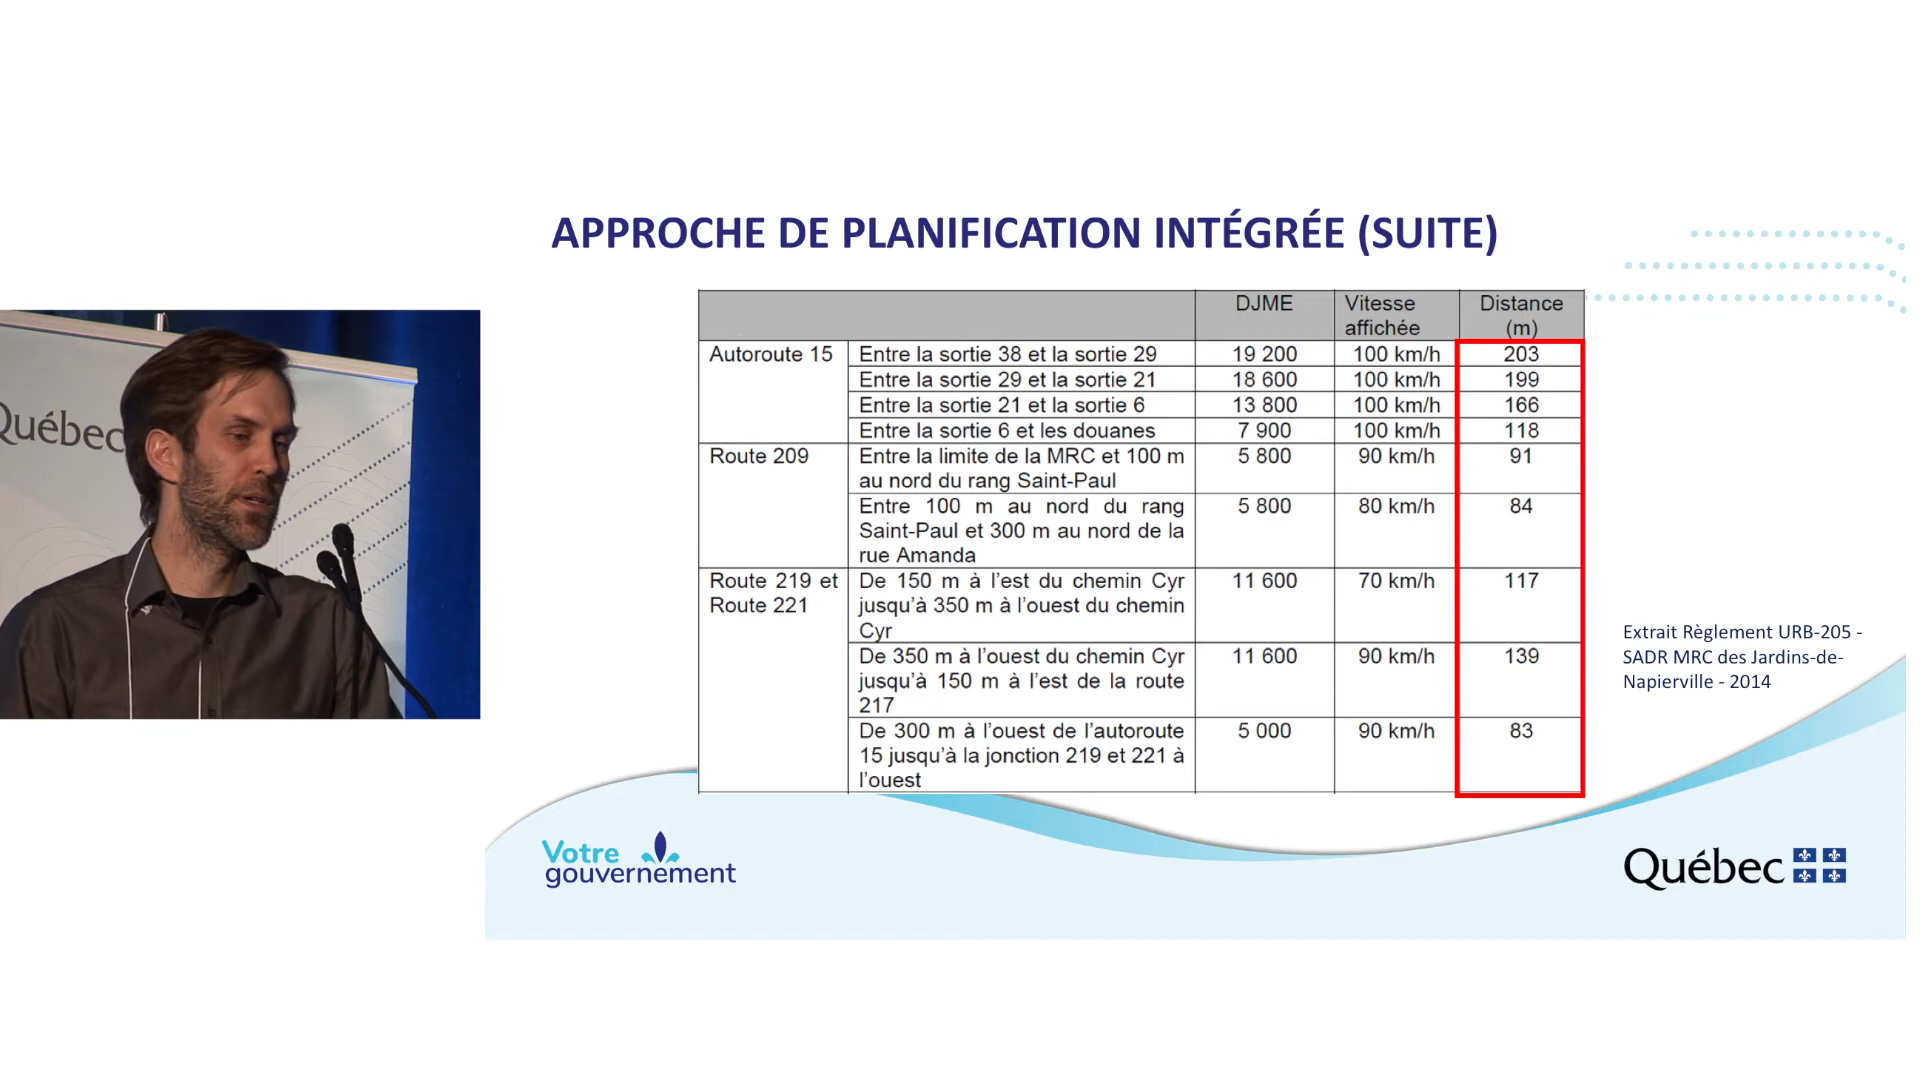 APPROCHE DE PLANIFICATION INTÉGRÉE (SUITE)
DJME
Vitesse
affichée
Distance
(m)
Autoroute 15
Entre la sortie 38 et la sortie 29
19 200
100 km/h
203
Entre la sortie 29 et la sortie 21
18 600
100 km/h
199
Entre la sortie 21 et la sortie 6
13 800
100 km/h
166
Entre la sortie 6 et les douanes
7 900
100 km/h
118
Route 209
Entre la limite de la MRC et 100 m
au nord du rang Saint-Paul
5 800
90 km/h
91
Entre 100 m au nord du rang
Saint-Paul et 300 m au nord de la
rue Amanda
5 800
80 km/h
84
Route 219 et
Route 221
De 150 m à l’est du chemin Cyr
jusqu’à 350 m à l’ouest du chemin
Cyr
11 600
70 km/h
117
De 350 m à l’ouest du chemin Cyr
jusqu’à 150 m à l’est de la route
217
11 600
90 km/h
139
De 300 m à l’ouest de l’autoroute
15 jusqu’à la jonction 219 et 221 à
l’ouest
5 000
90 km/h
83
Extrait Règlement URB-205 -
SADR MRC des Jardins-de-
Napierville - 2014
Québec
Votre
gouvernement
Québec